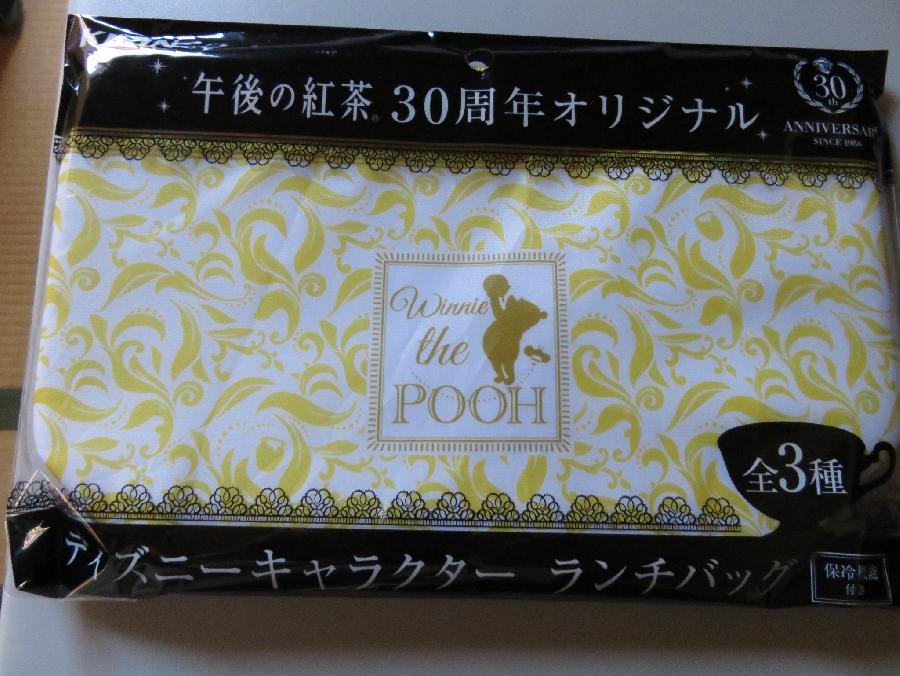 午後の紅茶® 30周年オリジナル
30th
ANNIVERSARY
SINCE 1986
Winnie
the
POOH
全3種
ディズニーキャラクター ランチバッグ
保冷機能
付き